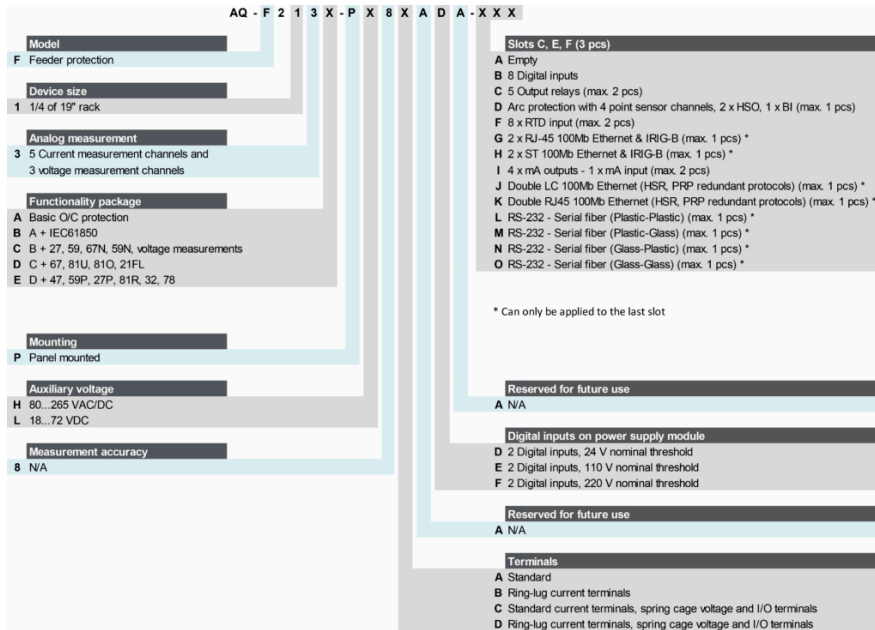 AQ - F 2 1 3 X - P X 8 X A D A - X X X
Model
F Feeder protection
Device size
1 1/4 of 19" rack
Analog measurement
3 5 Current measurement channels and
3 voltage measurement channels
Functionality package
A Basic O/C protection
B A + IEC61850
C B + 27, 59, 67N, 59N, voltage measurements
D C + 67, 81U, 81O, 21FL
E D + 47, 59P, 27P, 81R, 32, 78
Mounting
P Panel mounted
Auxiliary voltage
H 80...265 VAC/DC
L 18...72 VDC
Measurement accuracy
8 N/A
Slots C, E, F (3 pcs)
A Empty
B 8 Digital inputs
C 5 Output relays (max. 2 pcs)
D Arc protection with 4 point sensor channels, 2 x HSO, 1 x BI (max. 1 pcs)
F 8 x RTD input (max. 2 pcs)
G 2 x RJ-45 100Mb Ethernet & IRIG-B (max. 1 pcs) *
H 2 x ST 100Mb Ethernet & IRIG-B (max. 1 pcs) *
I 4 x mA outputs - 1 x mA input (max. 2 pcs)
J Double LC 100Mb Ethernet (HSR, PRP redundant protocols) (max. 1 pcs) *
K Double RJ45 100Mb Ethernet (HSR, PRP redundant protocols) (max. 1 pcs) *
L RS-232 - Serial fiber (Plastic-Plastic) (max. 1 pcs) *
M RS-232 - Serial fiber (Plastic-Glass) (max. 1 pcs) *
N RS-232 - Serial fiber (Glass-Plastic) (max. 1 pcs) *
O RS-232 - Serial fiber (Glass-Glass) (max. 1 pcs) *
* Can only be applied to the last slot
Reserved for future use
A N/A
Digital inputs on power supply module
D 2 Digital inputs, 24 V nominal threshold
E 2 Digital inputs, 110 V nominal threshold
F 2 Digital inputs, 220 V nominal threshold
Reserved for future use
A N/A
Terminals
A Standard
B Ring-lug current terminals
C Standard current terminals, spring cage voltage and I/O terminals
D Ring-lug current terminals, spring cage voltage and I/O terminals